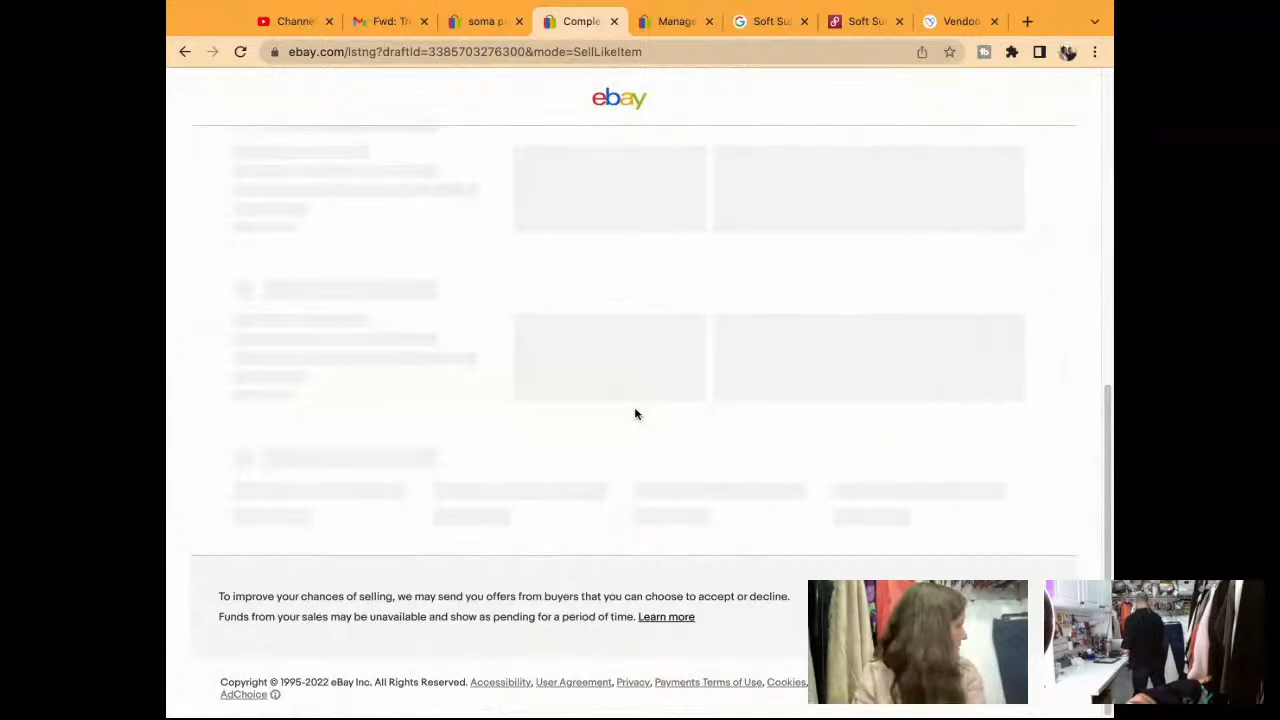 Channel
Fwd: Tri
soma p
Comple
Manage
Soft Su
Soft Su
Vendoo
ebay.com/lstng?draftId=3385703276300&mode=SellLikeItem
ebay
To improve your chances of selling, we may send you offers from buyers that you can choose to accept or decline.
Funds from your sales may be unavailable and show as pending for a period of time. Learn more
Copyright © 1995-2022 eBay Inc. All Rights Reserved. Accessibility, User Agreement, Privacy, Payments Terms of Use, Cookies,
AdChoice